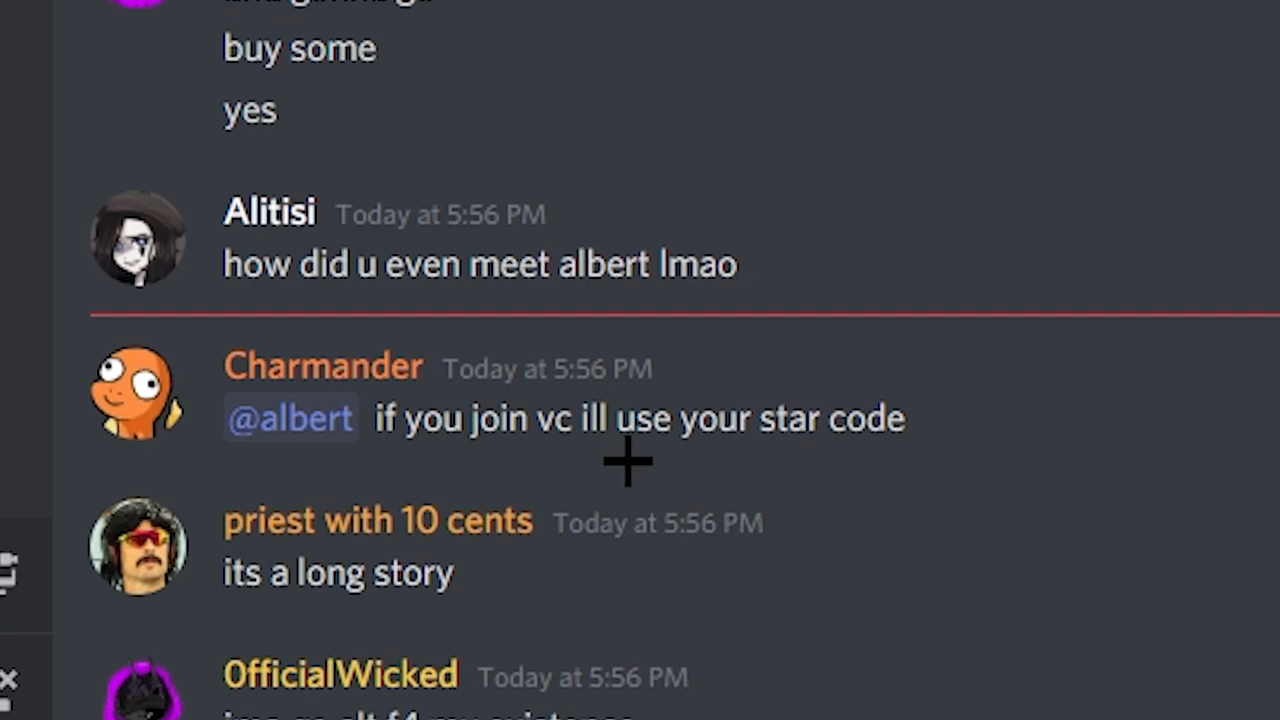 buy some
yes
Alitisi Today at 5:56 PM
how did u even meet albert lmao
Charmander Today at 5:56 PM
@albert if you join vc ill use your star code
priest with 10 cents Today at 5:56 PM
its a long story
0fficialWicked Today at 5:56 PM